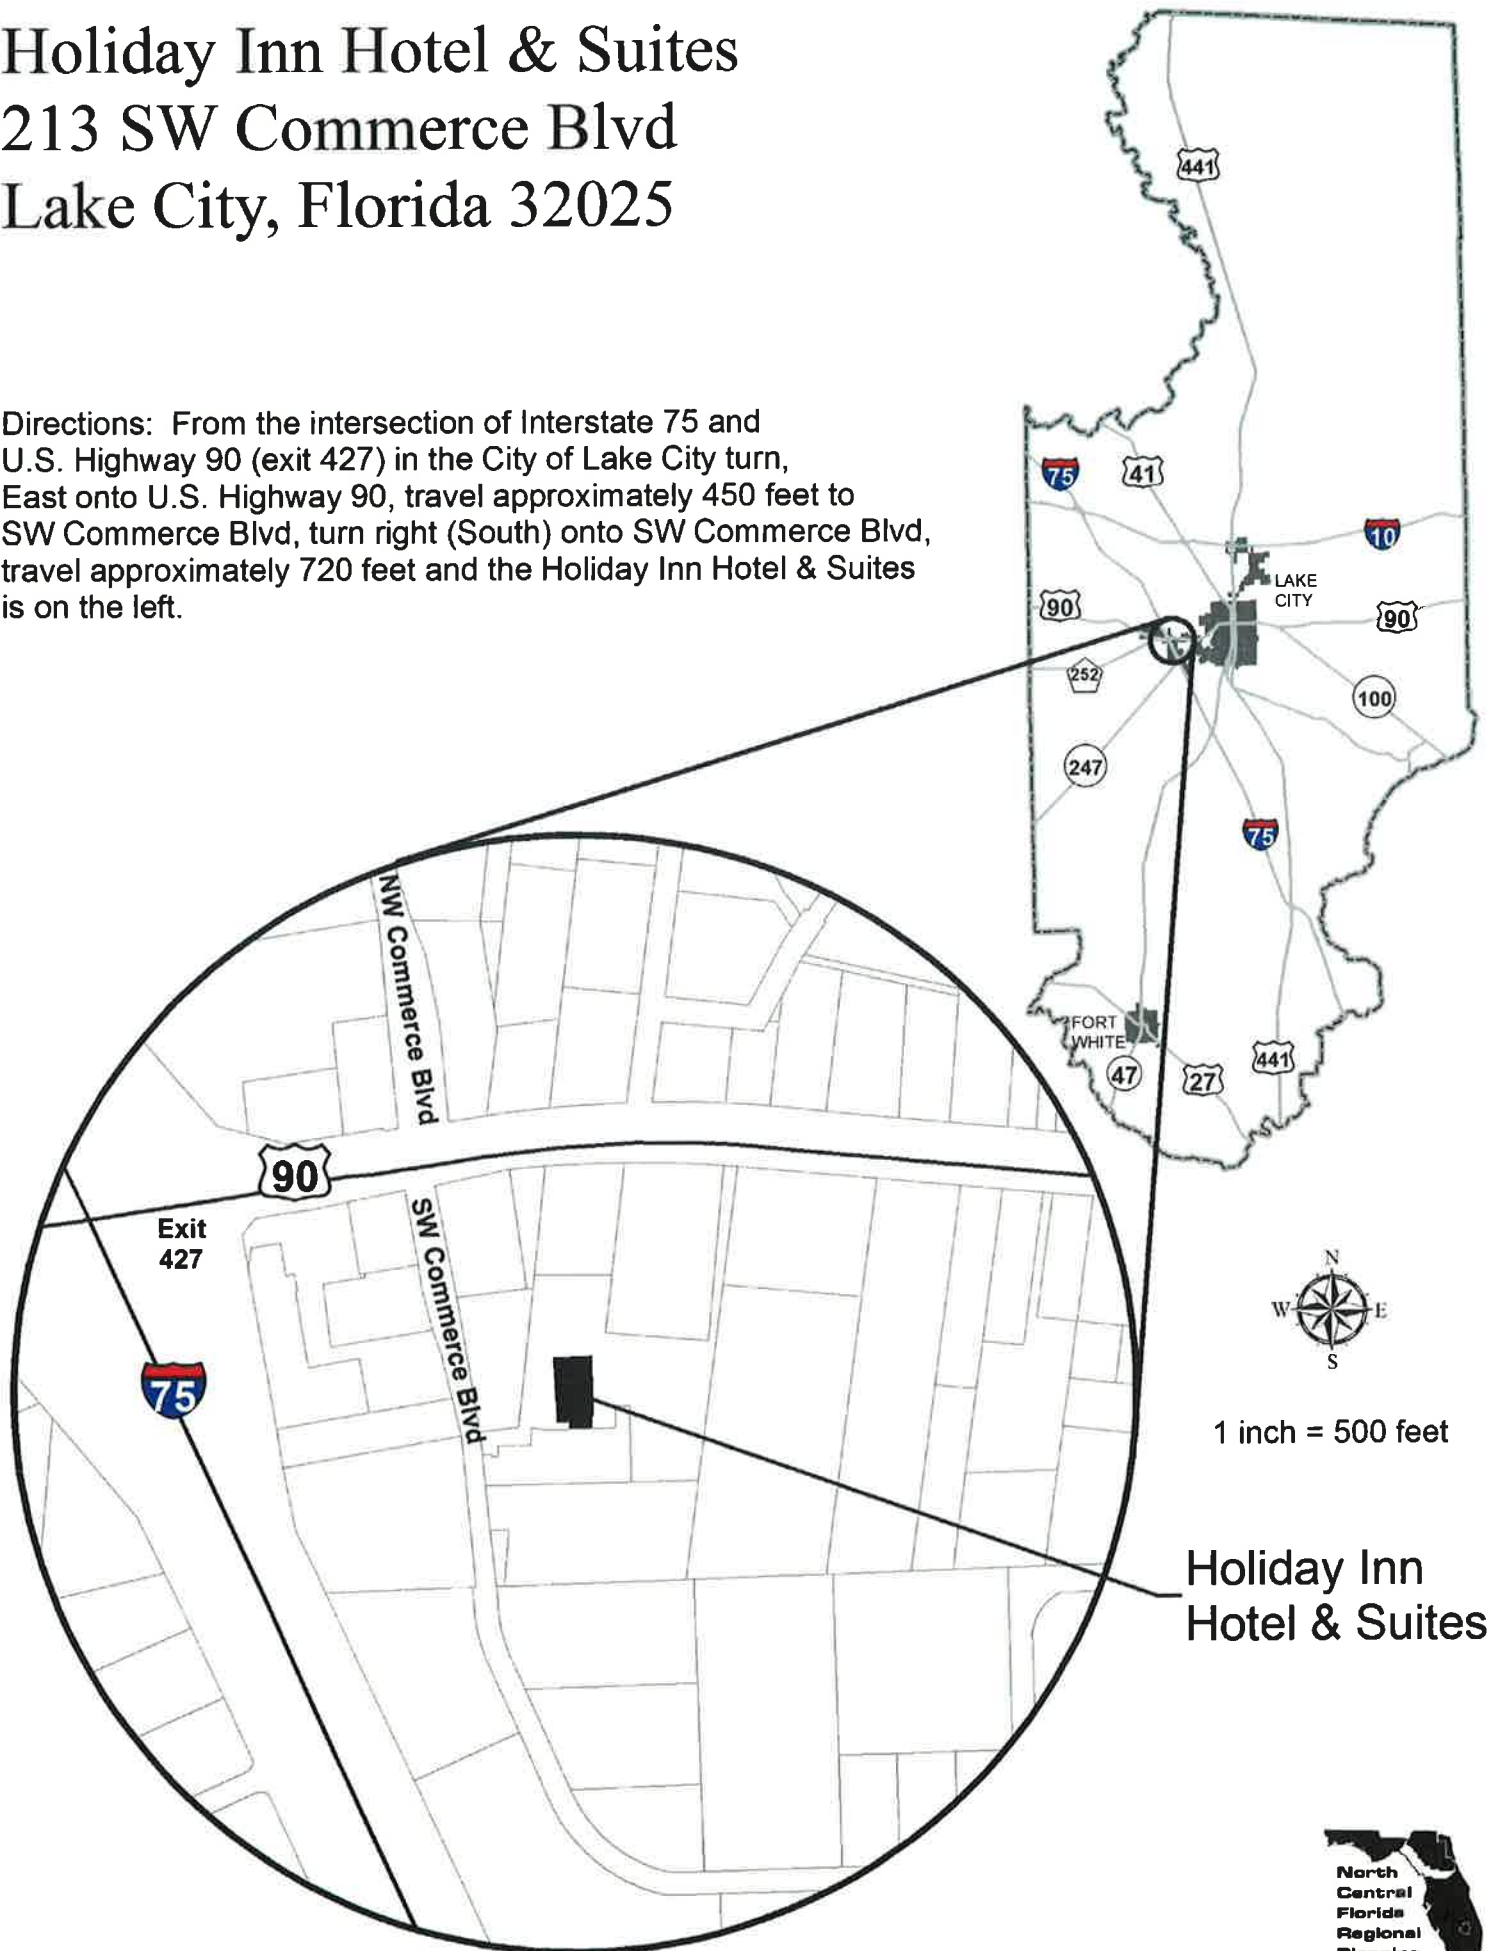 Holiday Inn Hotel & Suites
213 SW Commerce Blvd
Lake City, Florida 32025
Directions:  From the intersection of Interstate 75 and
U.S. Highway 90 (exit 427) in the City of Lake City turn,
East onto U.S. Highway 90, travel approximately 450 feet to
SW Commerce Blvd, turn right (South) onto SW Commerce Blvd,
travel approximately 720 feet and the Holiday Inn Hotel & Suites
is on the left.
441
75
41
10
LAKE
CITY
90
90
252
100
247
75
FORT
WHITE
47
27
441
NW Commerce Blvd
90
Exit
427
SW Commerce Blvd
75
N
W
E
S
1 inch = 500 feet
Holiday Inn
Hotel & Suites
North
Central
Florida
Regional